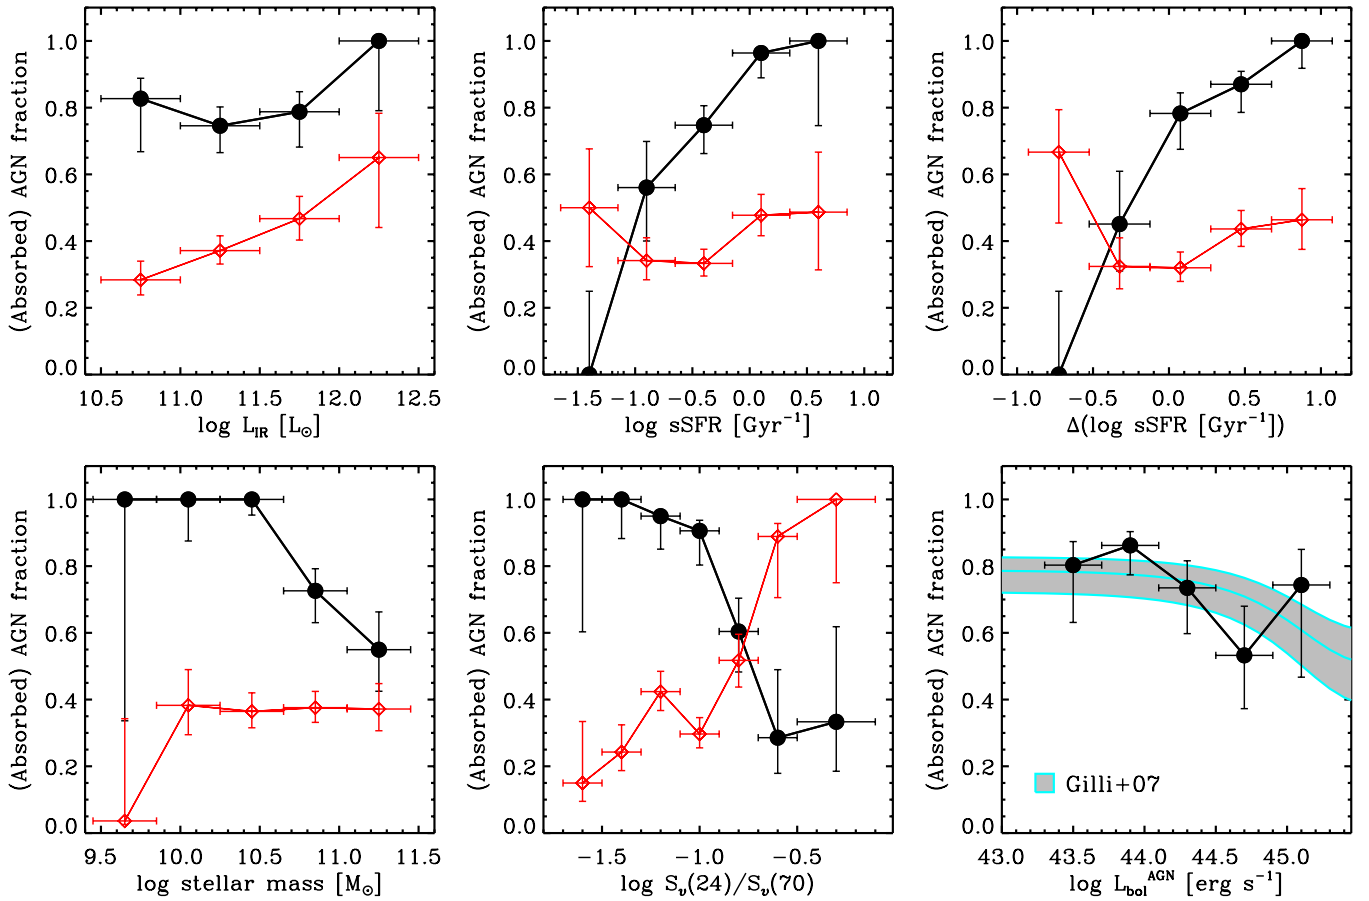 (Absorbed) AGN fraction
1.0
0.8
0.6
0.4
0.2
0.0
10.5 11.0 11.5 12.0 12.5
log L_IR [L_⊙]
(Absorbed) AGN fraction
1.0
0.8
0.6
0.4
0.2
0.0
−1.5 −1.0 −0.5 0.0 0.5 1.0
log sSFR [Gyr⁻¹]
(Absorbed) AGN fraction
1.0
0.8
0.6
0.4
0.2
0.0
−1.0 −0.5 0.0 0.5 1.0
Δ(log sSFR [Gyr⁻¹])
(Absorbed) AGN fraction
1.0
0.8
0.6
0.4
0.2
0.0
9.5 10.0 10.5 11.0 11.5
log stellar mass [M_⊙]
(Absorbed) AGN fraction
1.0
0.8
0.6
0.4
0.2
0.0
−1.5 −1.0 −0.5
log S_ν(24)/S_ν(70)
(Absorbed) AGN fraction
1.0
0.8
0.6
0.4
0.2
0.0
Gilli+07
43.0 43.5 44.0 44.5 45.0
log L_bol^AGN [erg s⁻¹]